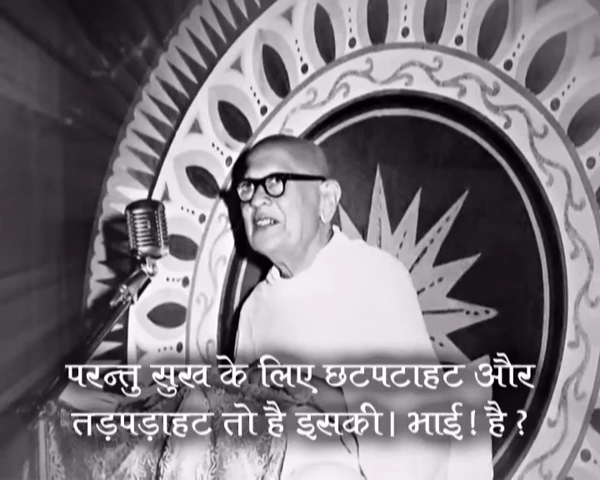 परन्तु सुख के लिए छटपटाहट और
तड़पड़ाहट तो है इसकी। भाई! है?